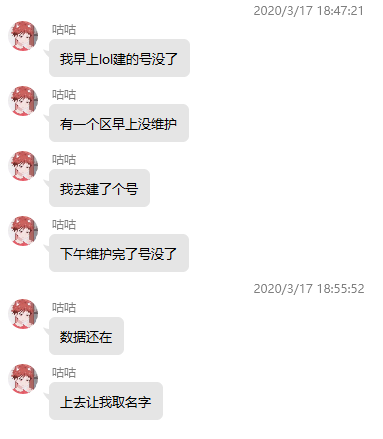 2020/3/17 18:47:21
咕咕
我早上lol建的号没了
咕咕
有一个区早上没维护
咕咕
我去建了个号
咕咕
下午维护完了号没了
2020/3/17 18:55:52
咕咕
数据还在
咕咕
上去让我取名字